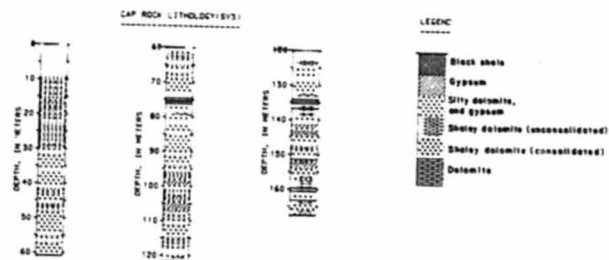 CAP ROCK LITHOLOGY (SV3)
LEGEND
Black shale
Gypsum
Silty dolomite, and gypsum
Shaley dolomite (unconsolidated)
Shaley dolomite (consolidated)
Dolomite
DEPTH, IN METERS
0
10
20
30
40
50
60
DEPTH, IN METERS
70
80
90
100
110
120
DEPTH, IN METERS
130
140
150
160